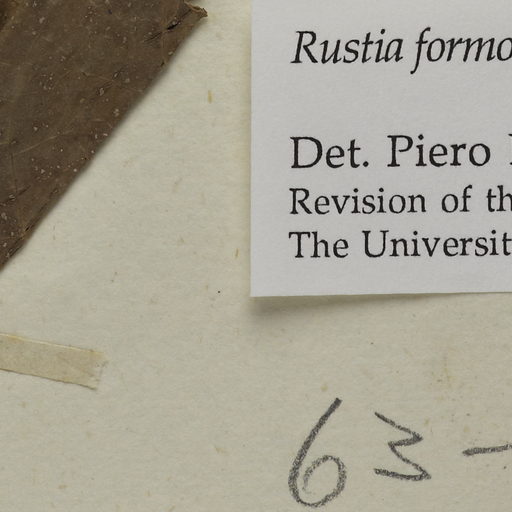 Rustia formo
Det. Piero
Revision of th
The Universit
63-